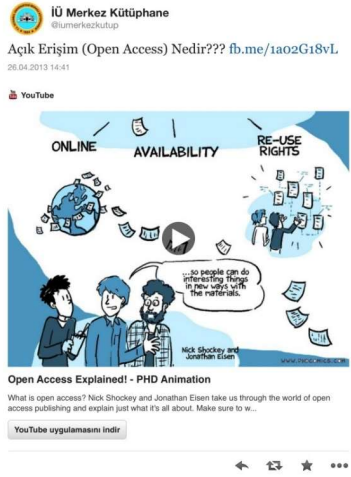 İÜ Merkez Kütüphane
@iumerkezkutup
Açık Erişim (Open Access) Nedir??? fb.me/1a02G18vL
26.04.2013 14:41
YouTube
ONLINE
AVAILABILITY
RE-USE
RIGHTS
...so people can do
interesting things
in new ways with
the materials.
Nick Shockey and
Jonathan Eisen
www.phdcomics.com
Open Access Explained! - PHD Animation
What is open access? Nick Shockey and Jonathan Eisen take us through the world of open
access publishing and explain just what it's all about. Make sure to w...
YouTube uygulamasını indir